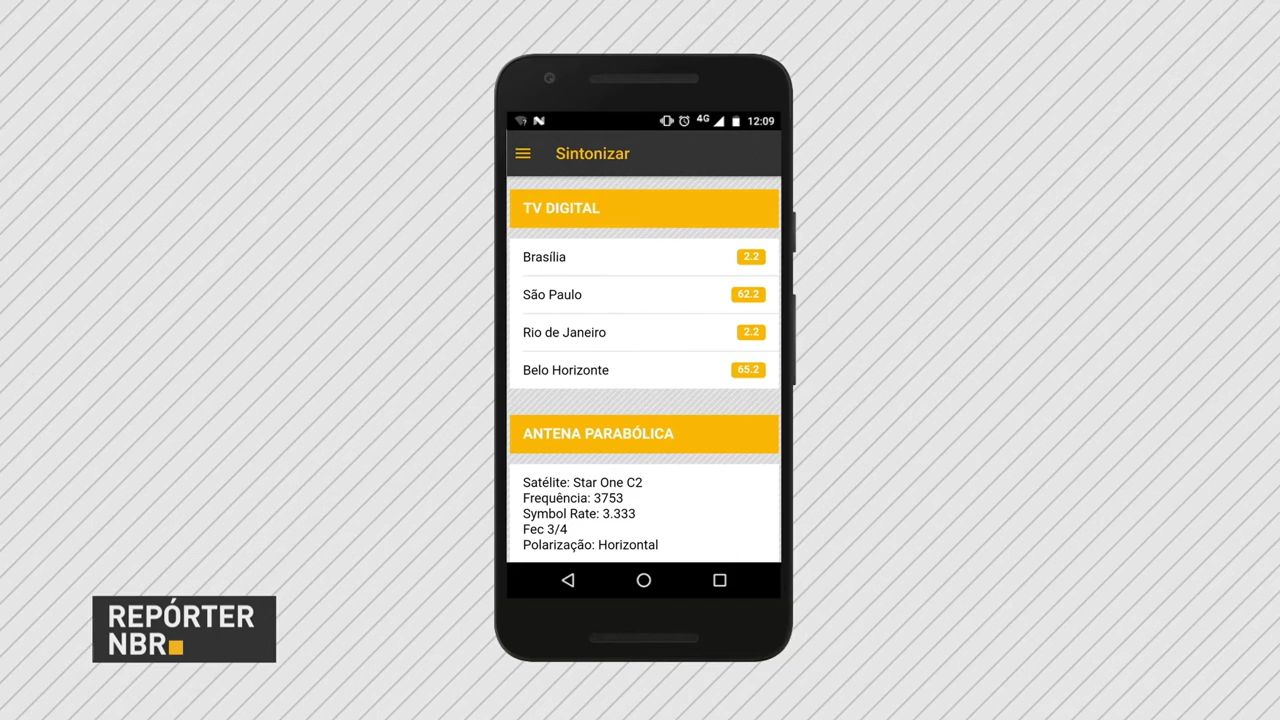 4G 12:09
Sintonizar
TV DIGITAL
Brasília 2.2
São Paulo 62.2
Rio de Janeiro 2.2
Belo Horizonte 65.2
ANTENA PARABÓLICA
Satélite: Star One C2
Frequência: 3753
Symbol Rate: 3.333
Fec 3/4
Polarização: Horizontal
REPÓRTER
NBR